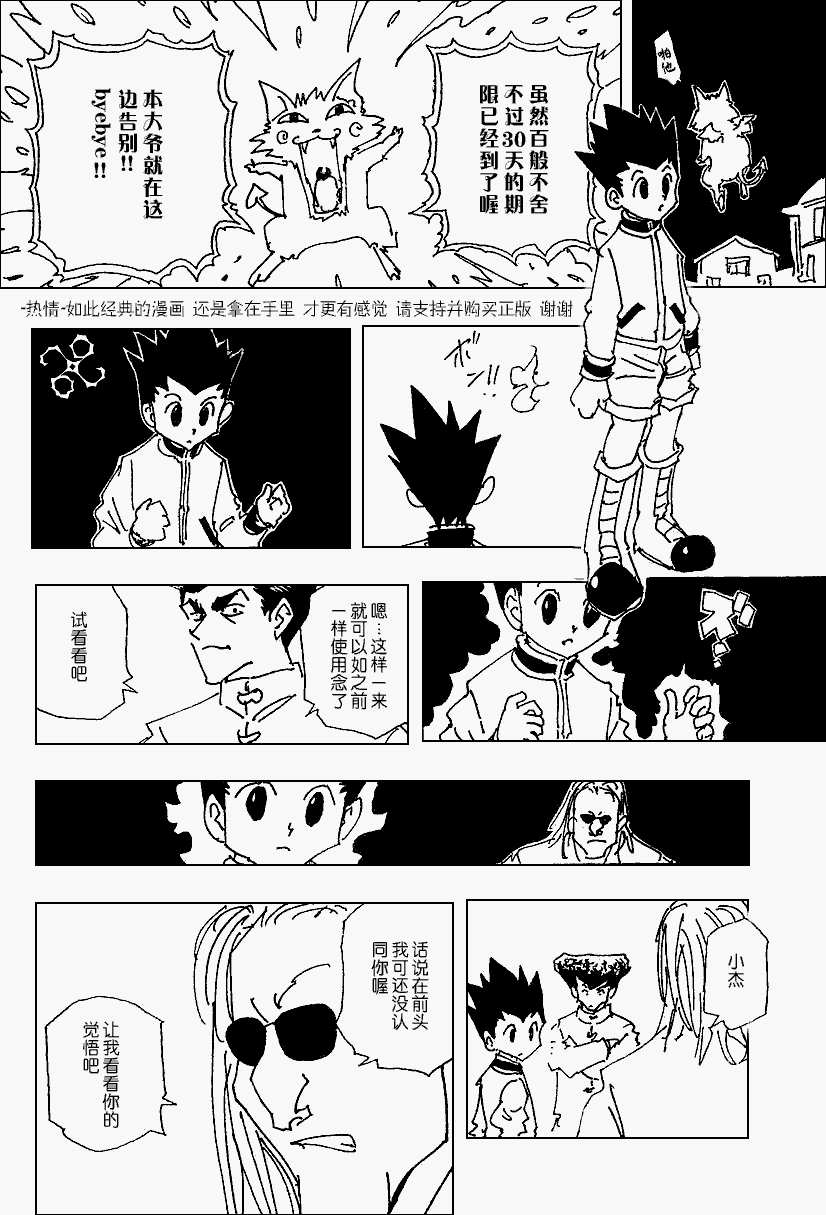 啪他
虽然百般不舍
不过30天的期
限已经到了喔
本大爷就在这
边告别!!
byebye!!
-热情-如此经典的漫画 还是拿在手里 才更有感觉 请支持并购买正版 谢谢
ボ
ン!!
ズ
嗯…这样一来
就可以如之前
一样使用念了
试看看吧
小杰
话说在前头
我可还没认
同你喔
让我看看你的
觉悟吧